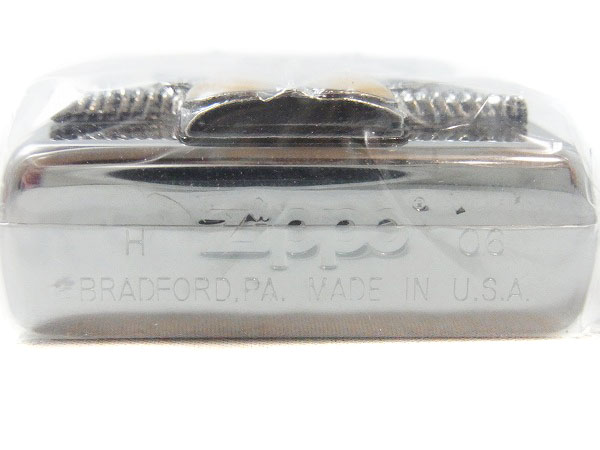 H Zippo 06
BRADFORD, PA. MADE IN U.S.A.